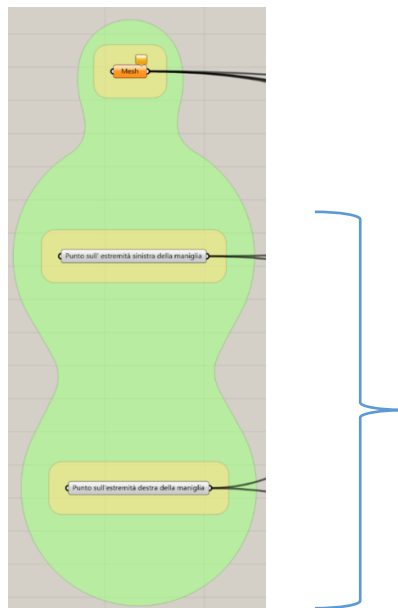 Mesh
Punto sull' estremità sinistra della maniglia
Punto sull'estremità destra della maniglia